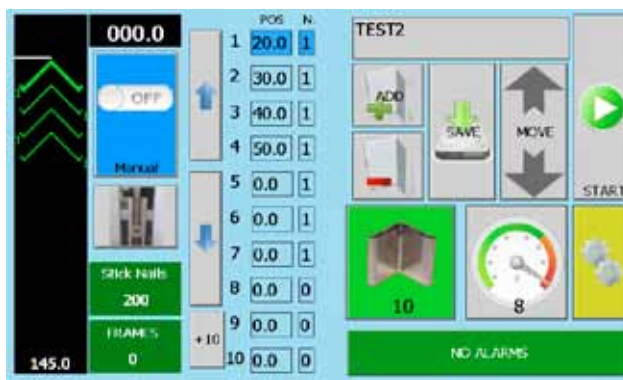 000.0
OFF
Manual
Stick Nails
200
FRAMES
0
145.0
+10
POS N.
1 20.0 1
2 30.0 1
3 40.0 1
4 50.0 1
5 0.0 1
6 0.0 1
7 0.0 1
8 0.0 0
9 0.0 0
10 0.0 0
TEST2
ADD
SAVE
MOVE
START
10
8
NO ALARMS